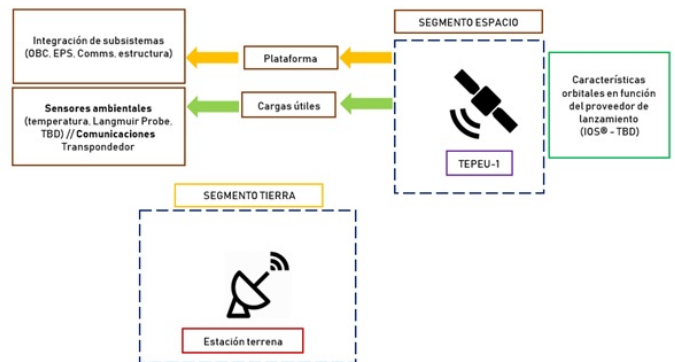 SEGMENTO ESPACIO
Integración de subsistemas
(OBC, EPS, Comms, estructura)
Plataforma
Sensores ambientales
(temperatura, Langmuir Probe,
TBD) // Comunicaciones
Transpondedor
Cargas útiles
Características
orbitales en función
del proveedor de
lanzamiento
(IOS® - TBD)
TEPEU-1
SEGMENTO TIERRA
Estación terrena